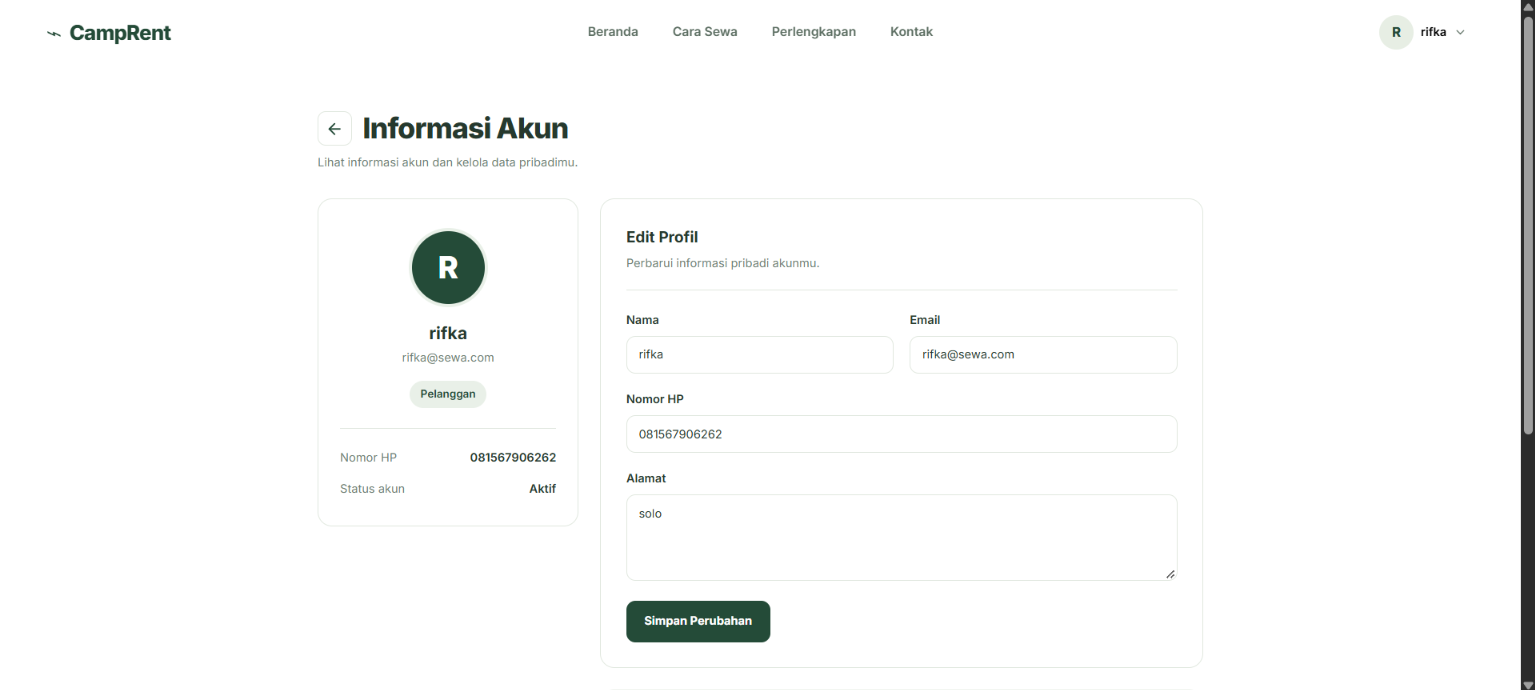 CampRent
Beranda
Cara Sewa
Perlengkapan
Kontak
R
rifka
Informasi Akun
Lihat informasi akun dan kelola data pribadimu.
R
rifka
rifka@sewa.com
Pelanggan
Nomor HP 081567906262
Status akun Aktif
Edit Profil
Perbarui informasi pribadi akunmu.
Nama
rifka
Email
rifka@sewa.com
Nomor HP
081567906262
Alamat
solo
Simpan Perubahan